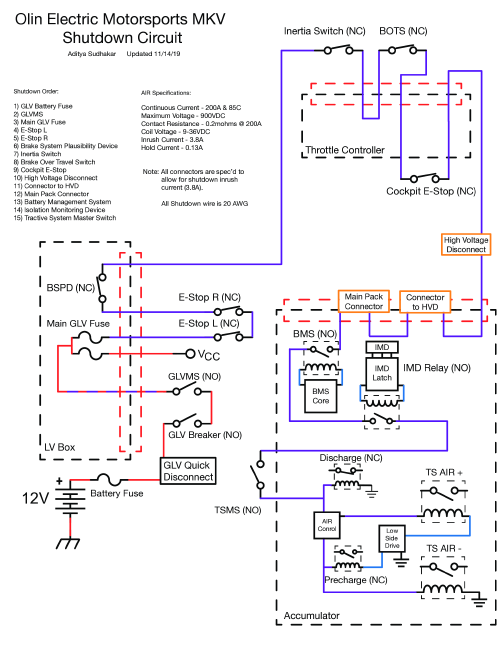 Olin Electric Motorsports MKV
Shutdown Circuit
Aditya Sudhakar Updated 11/14/19
Shutdown Order:
1) GLV Battery Fuse
2) GLVMS
3) Main GLV Fuse
4) E-Stop L
5) E-Stop R
6) Brake System Plausibility Device
7) Inertia Switch
8) Brake Over Travel Switch
9) Cockpit E-Stop
10) High Voltage Disconnect
11) Connector to HVD
12) Main Pack Connector
13) Battery Management System
14) Isolation Monitoring Device
15) Tractive System Master Switch
AIR Specifications:
Continuous Current - 200A & 85C
Maximum Voltage - 900VDC
Contact Resistance - 0.2mohms @ 200A
Coil Voltage - 9-36VDC
Inrush Current - 3.8A
Hold Current - 0.13A
Note: All connectors are spec'd to
allow for shutdown inrush
current (3.8A).
All Shutdown wire is 20 AWG
Inertia Switch (NC)
BOTS (NC)
Throttle Controller
Cockpit E-Stop (NC)
High Voltage
Disconnect
BSPD (NC)
E-Stop R (NC)
E-Stop L (NC)
Main GLV Fuse
VCC
GLVMS (NO)
GLV Breaker (NO)
LV Box
GLV Quick
Disconnect
+
12V
Battery Fuse
TSMS (NO)
Main Pack
Connector
Connector
to HVD
BMS (NO)
BMS
Core
IMD
IMD
Latch
IMD Relay (NO)
Discharge (NC)
TS AIR +
AIR
Conrol
Low
Side
Drive
TS AIR -
Precharge (NC)
Accumulator